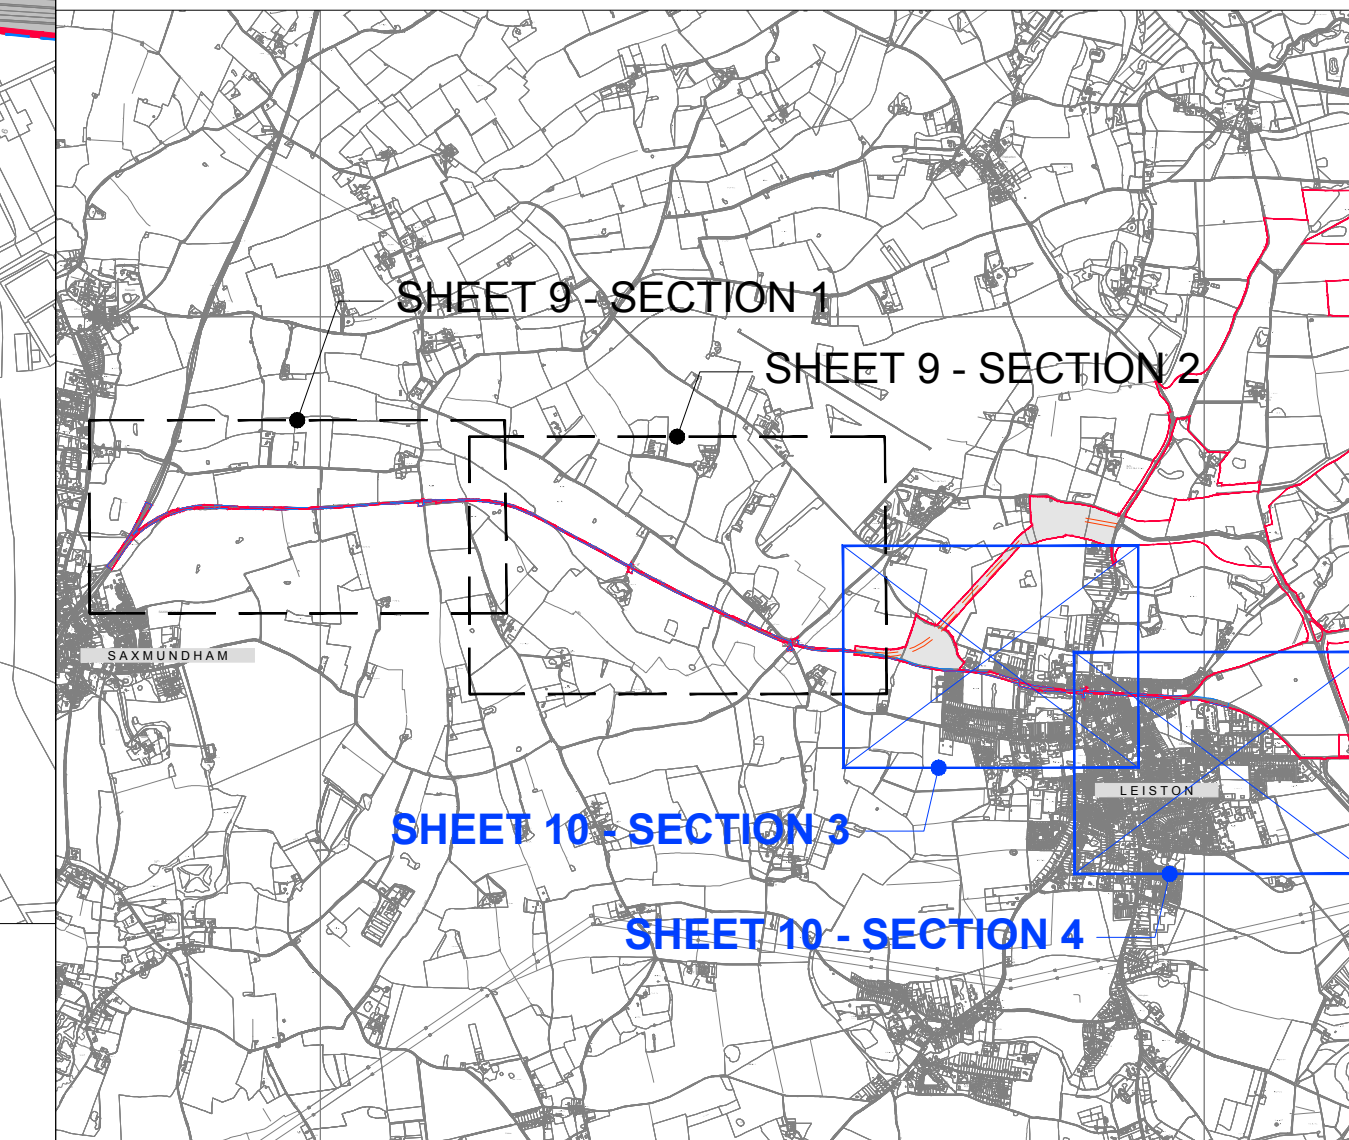 SHEET 9 - SECTION 1
SHEET 9 - SECTION 2
SAXMUNDHAM
LEISTON
SHEET 10 - SECTION 3
SHEET 10 - SECTION 4